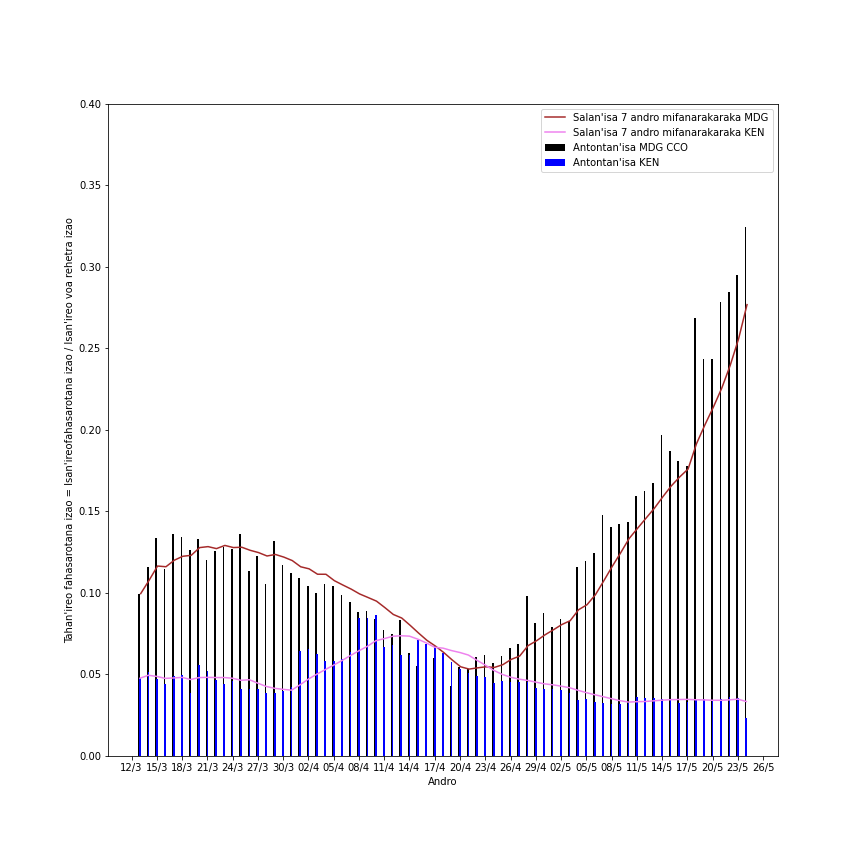 Salan'isa 7 andro mifanarakaraka MDG
Salan'isa 7 andro mifanarakaraka KEN
Antontan'isa MDG CCO
Antontan'isa KEN
Tahan'ireo fahasarotana izao = Isan'ireofahasarotana izao / Isan'ireo voa rehetra izao
0.40
0.35
0.30
0.25
0.20
0.15
0.10
0.05
0.00
12/3 15/3 18/3 21/3 24/3 27/3 30/3 02/4 05/4 08/4 11/4 14/4 17/4 20/4 23/4 26/4 29/4 02/5 05/5 08/5 11/5 14/5 17/5 20/5 23/5 26/5
Andro